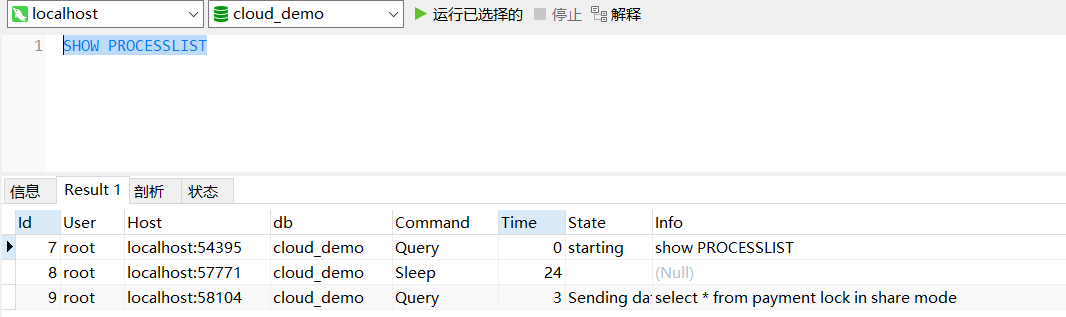 localhost cloud_demo 运行已选择的 停止 解释
1 SHOW PROCESSLIST
信息 Result 1 剖析 状态
Id User Host db Command Time State Info
7 root localhost:54395 cloud_demo Query 0 starting show PROCESSLIST
8 root localhost:57771 cloud_demo Sleep 24 (Null)
9 root localhost:58104 cloud_demo Query 3 Sending da select * from payment lock in share mode